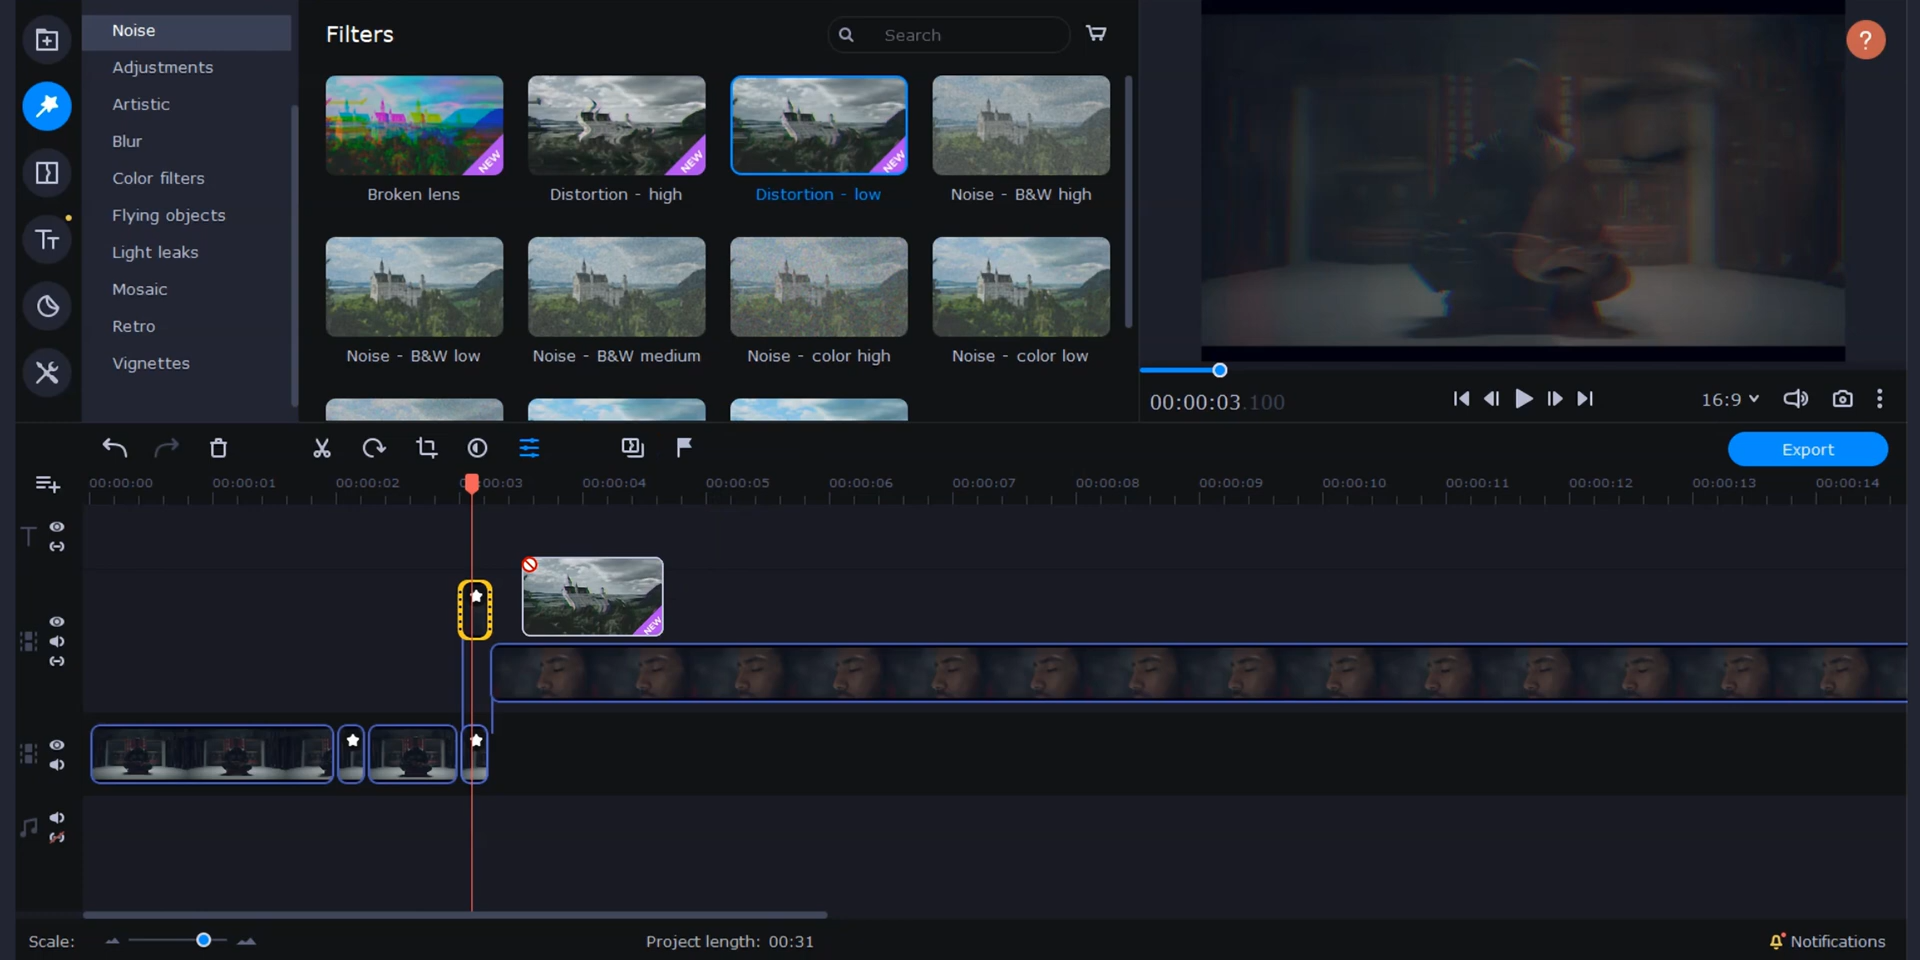 Noise
Adjustments
Artistic
Blur
Color filters
Flying objects
Light leaks
Mosaic
Retro
Vignettes
Filters
Search
NEW
NEW
NEW
Broken lens
Distortion - high
Distortion - low
Noise - B&W high
Noise - B&W low
Noise - B&W medium
Noise - color high
Noise - color low
?
00:00:03.100
16:9
Export
00:00:00
00:00:01
00:00:02
00:00:03
00:00:04
00:00:05
00:00:06
00:00:07
00:00:08
00:00:09
00:00:10
00:00:11
00:00:12
00:00:13
00:00:14
NEW
Scale:
Project length: 00:31
Notifications